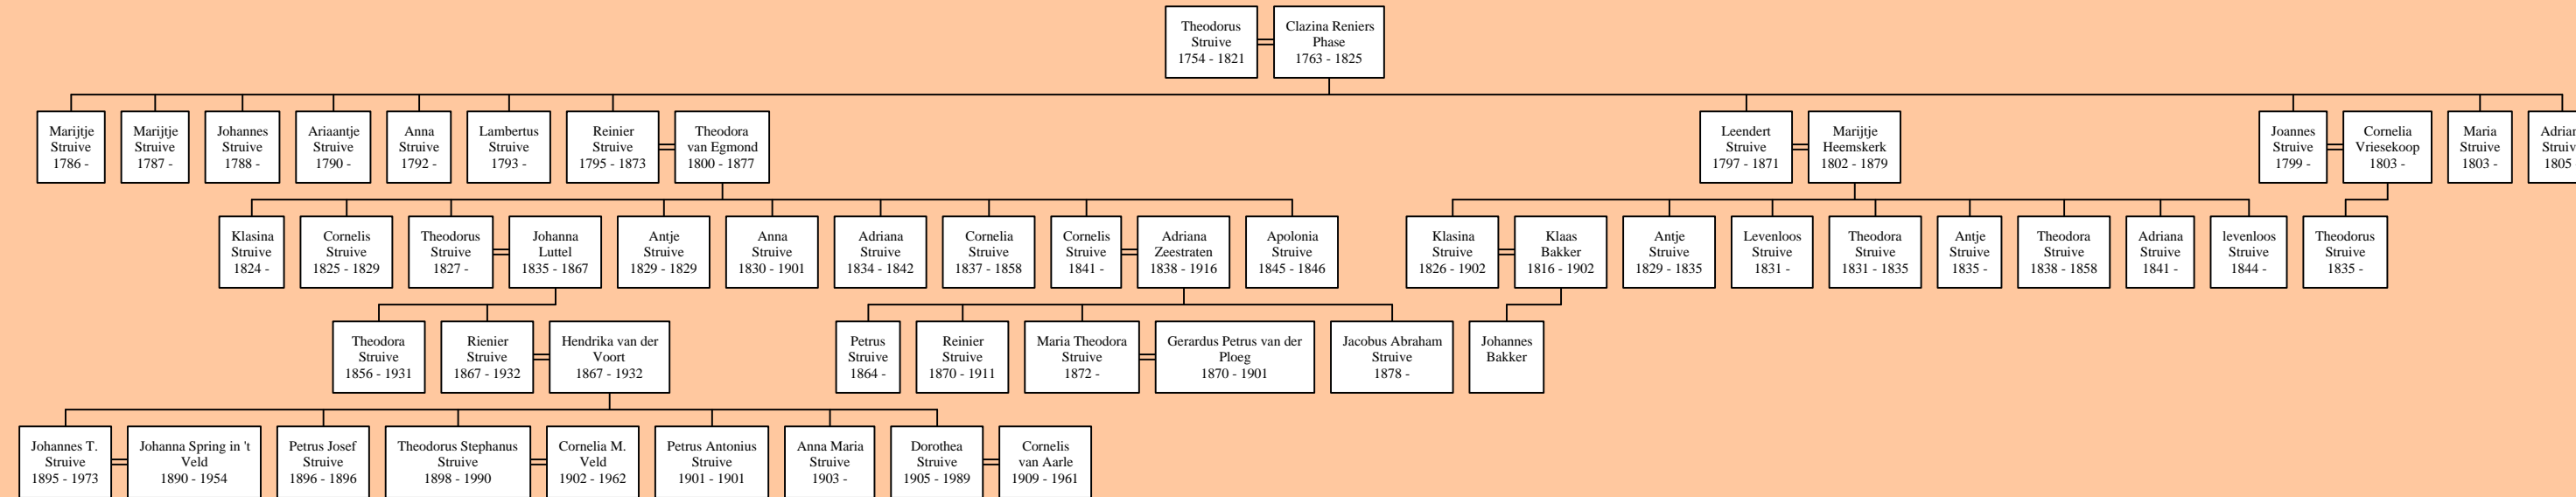 Theodorus
Struive
1754 - 1821
Clazina Reniers
Phase
1763 - 1825
Marijtje
Struive
1786 -
Marijtje
Struive
1787 -
Johannes
Struive
1788 -
Ariaantje
Struive
1790 -
Anna
Struive
1792 -
Lambertus
Struive
1793 -
Reinier
Struive
1795 - 1873
Theodora
van Egmond
1800 - 1877
Leendert
Struive
1797 - 1871
Marijtje
Heemskerk
1802 - 1879
Joannes
Struive
1799 -
Cornelia
Vriesekoop
1803 -
Maria
Struive
1803 -
Adrian
Struiv
1805
Klasina
Struive
1824 -
Cornelis
Struive
1825 - 1829
Theodorus
Struive
1827 -
Johanna
Luttel
1835 - 1867
Antje
Struive
1829 - 1829
Anna
Struive
1830 - 1901
Adriana
Struive
1834 - 1842
Cornelia
Struive
1837 - 1858
Cornelis
Struive
1841 -
Adriana
Zeestraten
1838 - 1916
Apolonia
Struive
1845 - 1846
Klasina
Struive
1826 - 1902
Klaas
Bakker
1816 - 1902
Antje
Struive
1829 - 1835
Levenloos
Struive
1831 -
Theodora
Struive
1831 - 1835
Antje
Struive
1835 -
Theodora
Struive
1838 - 1858
Adriana
Struive
1841 -
levenloos
Struive
1844 -
Theodorus
Struive
1835 -
Theodora
Struive
1856 - 1931
Rienier
Struive
1867 - 1932
Hendrika van der
Voort
1867 - 1932
Petrus
Struive
1864 -
Reinier
Struive
1870 - 1911
Maria Theodora
Struive
1872 -
Gerardus Petrus van der
Ploeg
1870 - 1901
Jacobus Abraham
Struive
1878 -
Johannes
Bakker
Johannes T.
Struive
1895 - 1973
Johanna Spring in 't
Veld
1890 - 1954
Petrus Josef
Struive
1896 - 1896
Theodorus Stephanus
Struive
1898 - 1990
Cornelia M.
Veld
1902 - 1962
Petrus Antonius
Struive
1901 - 1901
Anna Maria
Struive
1903 -
Dorothea
Struive
1905 - 1989
Cornelis
van Aarle
1909 - 1961